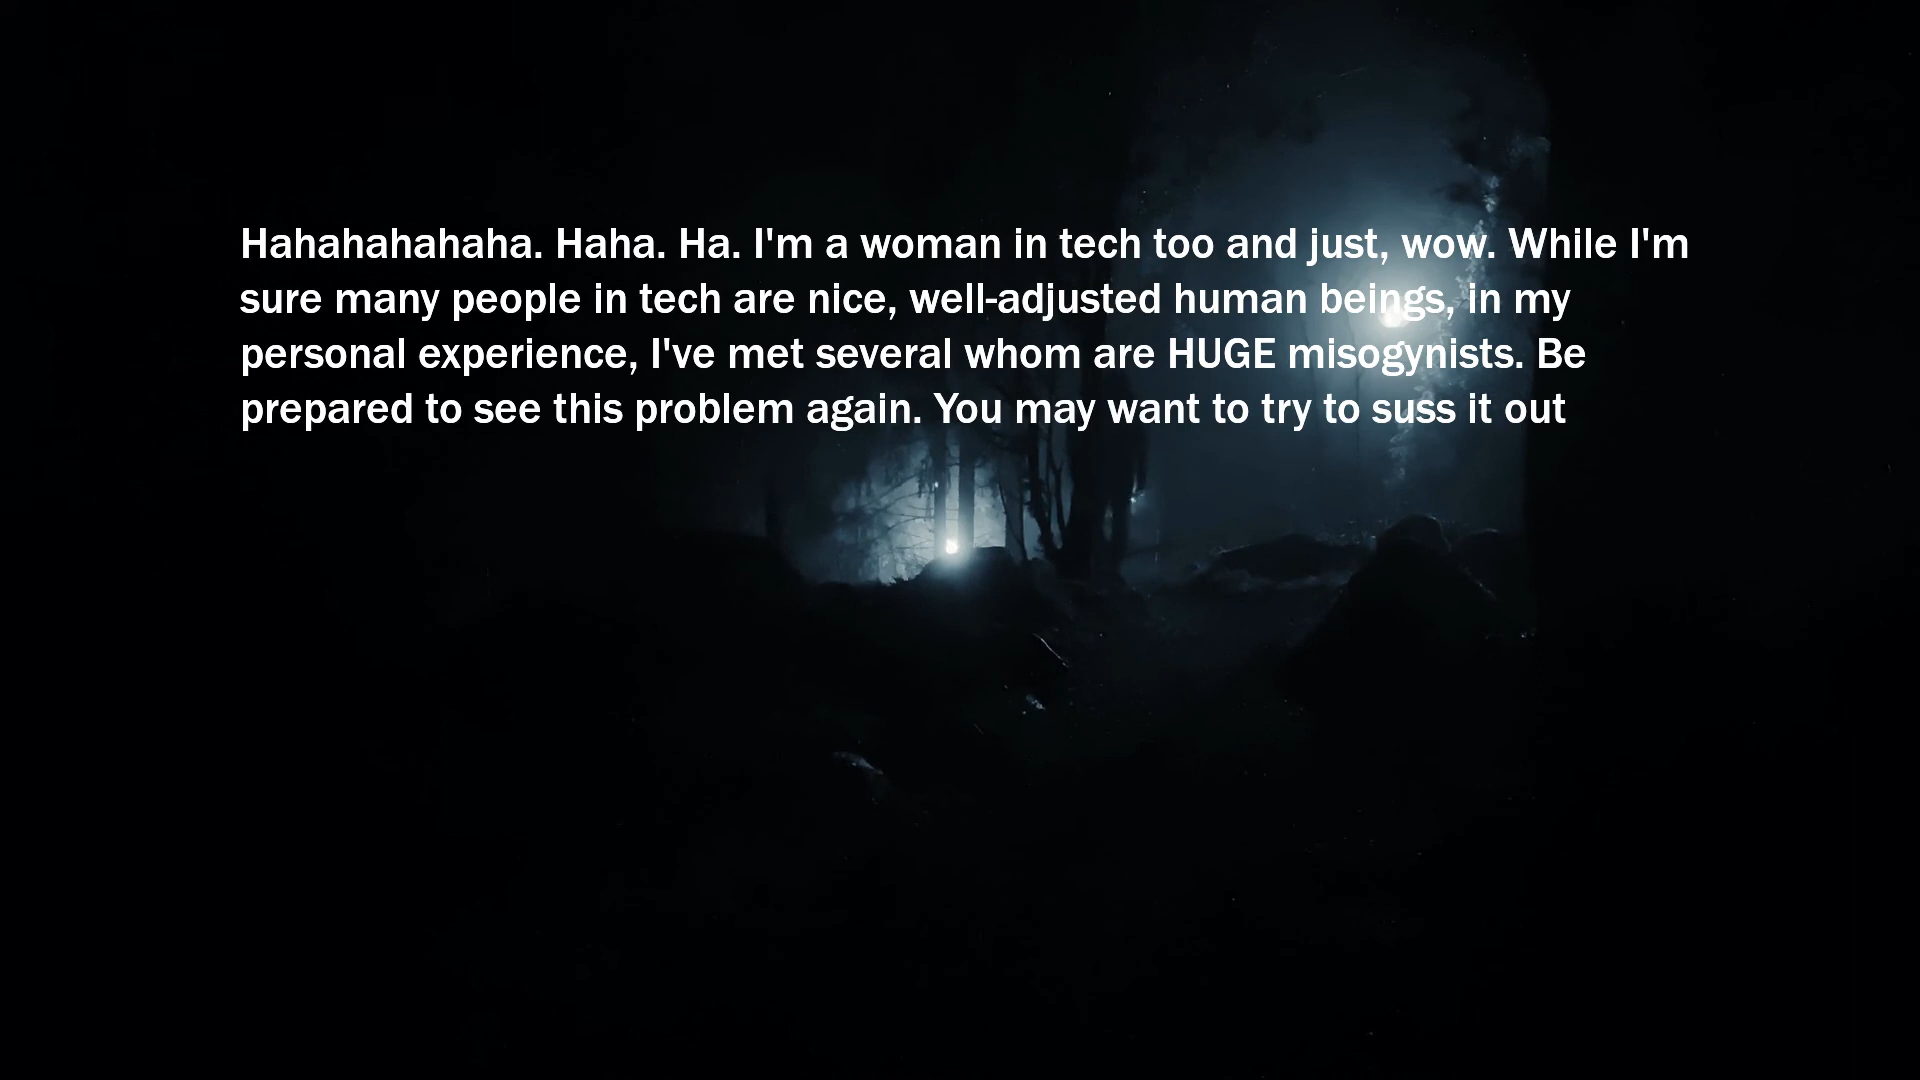 Hahahahahaha. Haha. Ha. I'm a woman in tech too and just, wow. While I'm
sure many people in tech are nice, well-adjusted human beings, in my
personal experience, I've met several whom are HUGE misogynists. Be
prepared to see this problem again. You may want to try to suss it out